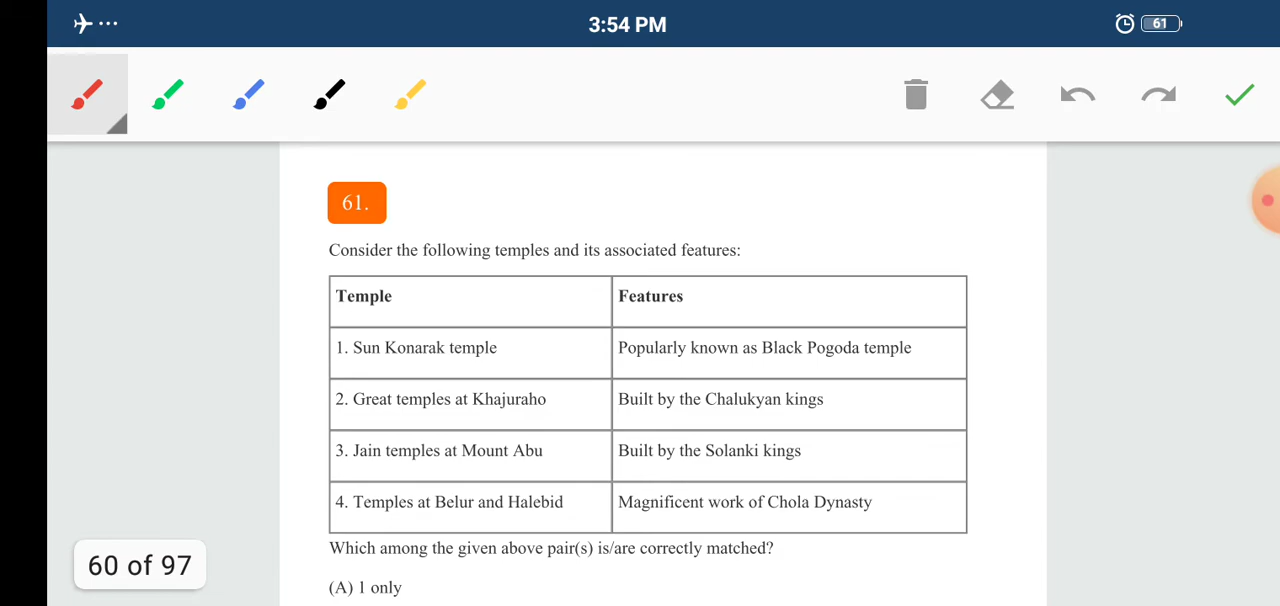 3:54 PM
61
61.
Consider the following temples and its associated features:
Temple Features
1. Sun Konarak temple Popularly known as Black Pogoda temple
2. Great temples at Khajuraho Built by the Chalukyan kings
3. Jain temples at Mount Abu Built by the Solanki kings
4. Temples at Belur and Halebid Magnificent work of Chola Dynasty
Which among the given above pair(s) is/are correctly matched?
60 of 97
(A) 1 only